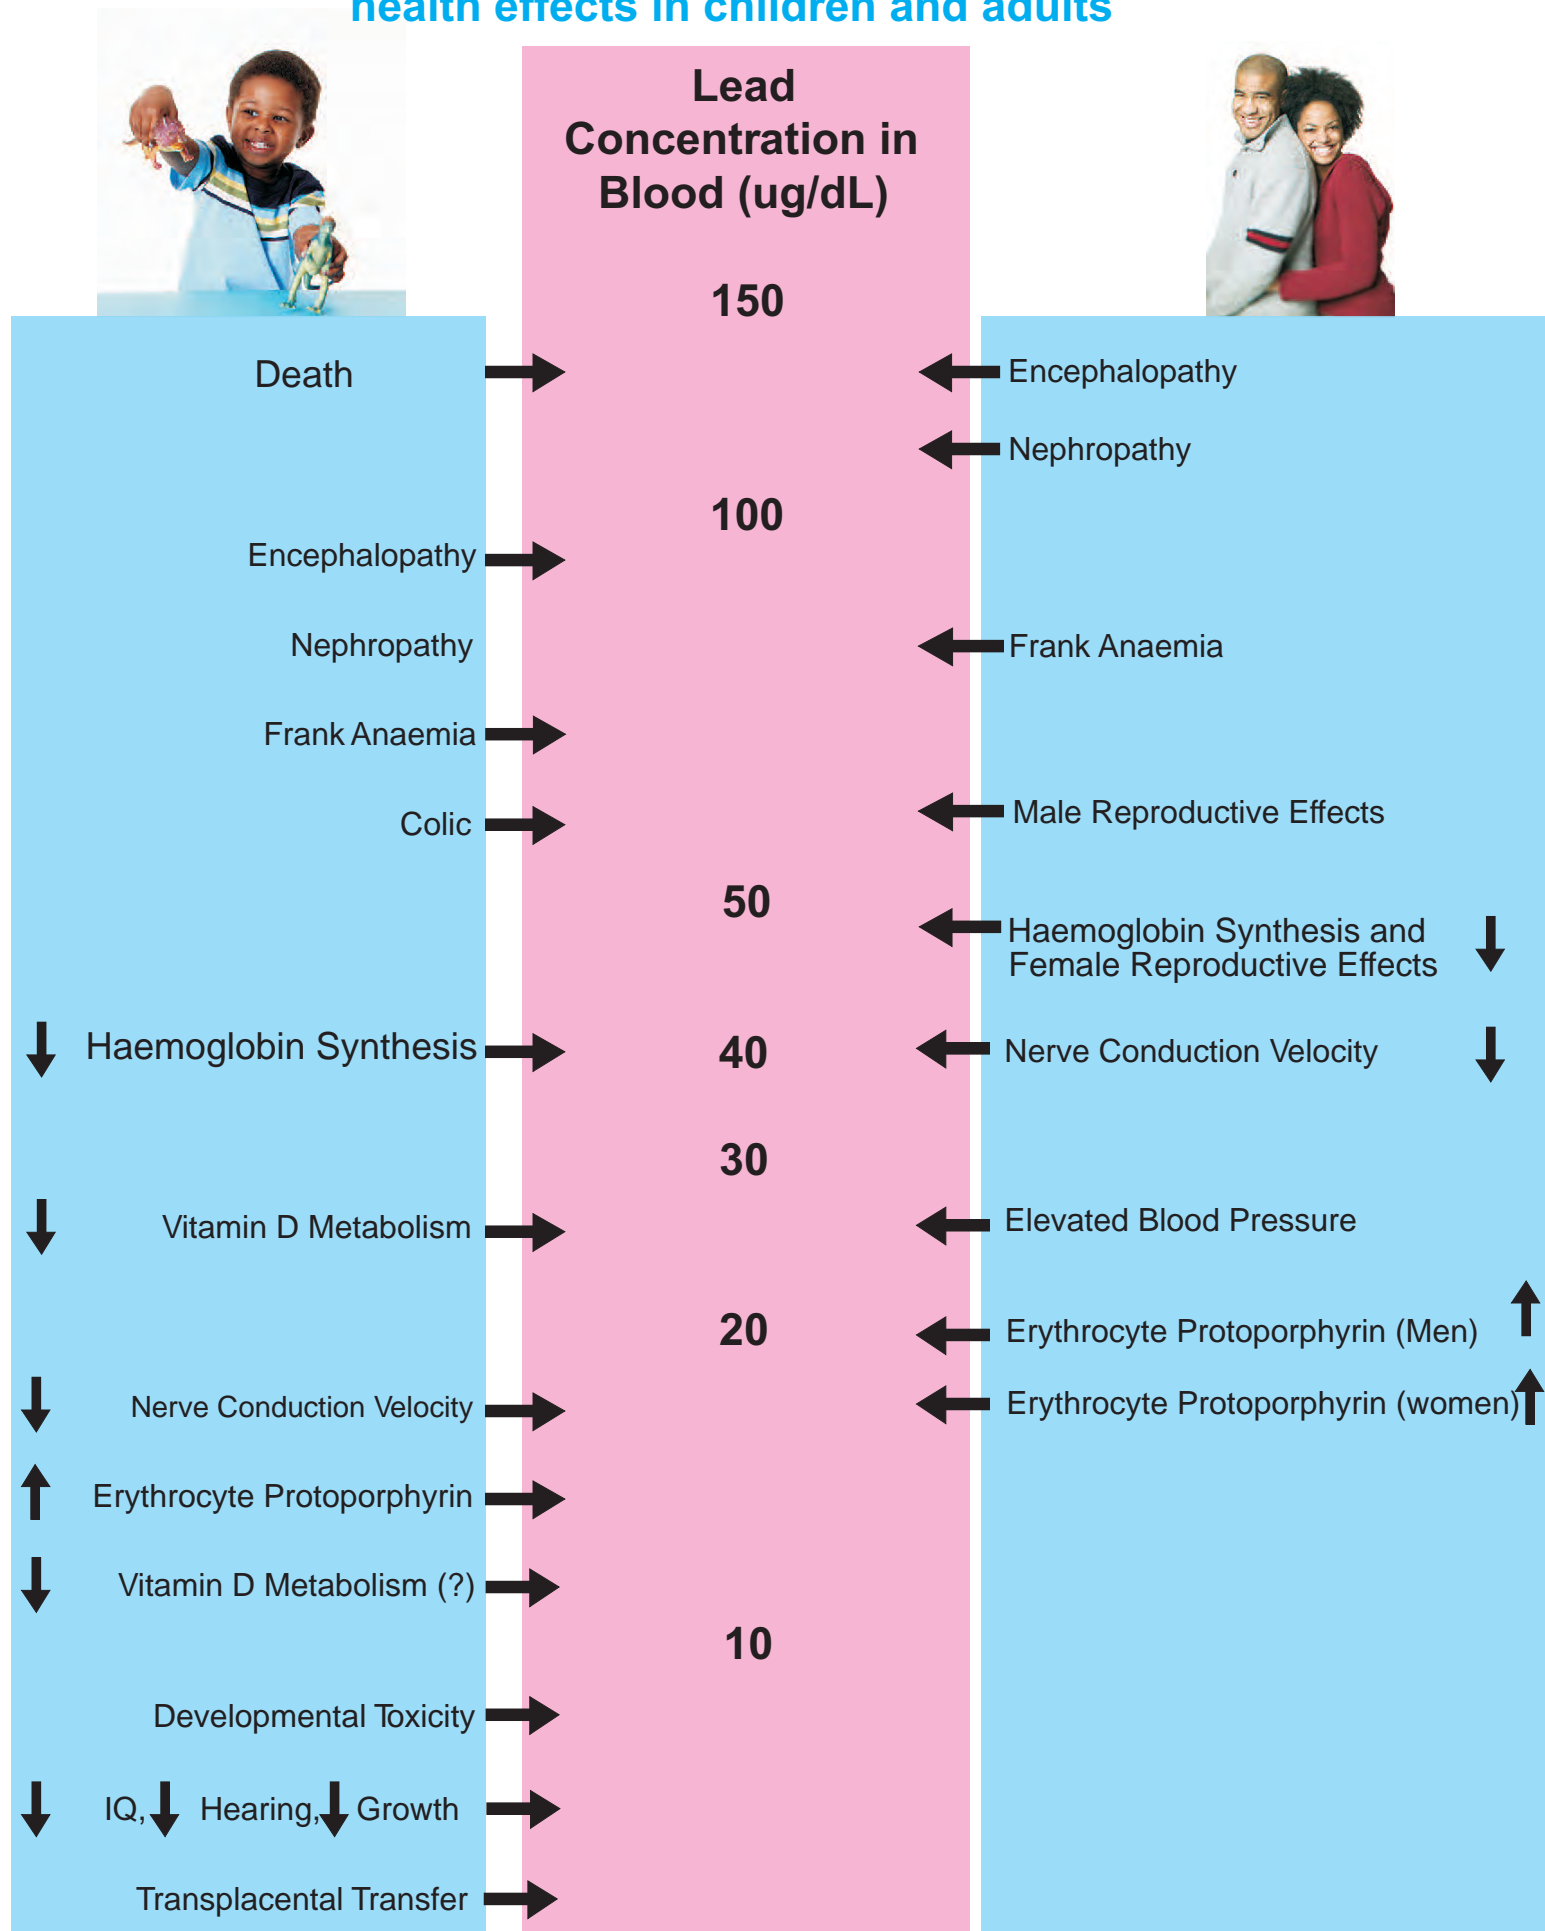 health effects in children and adults
Lead
Concentration in
Blood (ug/dL)
150
Death
Encephalopathy
Nephropathy
100
Encephalopathy
Nephropathy
Frank Anaemia
Frank Anaemia
Colic
Male Reproductive Effects
50
Haemoglobin Synthesis and
Female Reproductive Effects
↓
↓ Haemoglobin Synthesis
40
Nerve Conduction Velocity ↓
30
↓ Vitamin D Metabolism
Elevated Blood Pressure
20
Erythrocyte Protoporphyrin (Men) ↑
↓ Nerve Conduction Velocity
Erythrocyte Protoporphyrin (women) ↑
↑ Erythrocyte Protoporphyrin
↓ Vitamin D Metabolism (?)
10
Developmental Toxicity
↓ IQ, ↓ Hearing, ↓ Growth
Transplacental Transfer